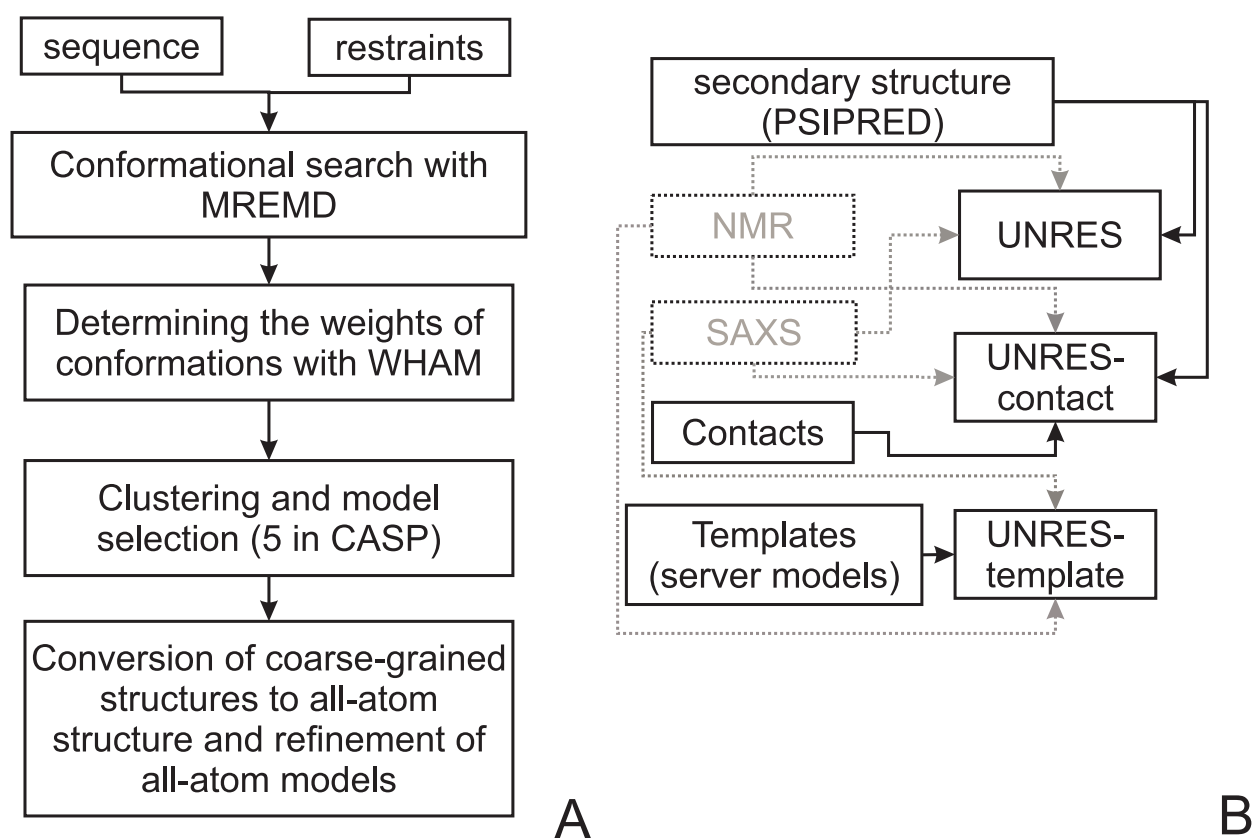 sequence
restraints
Conformational search with
MREMD
Determining the weights of
conformations with WHAM
Clustering and model
selection (5 in CASP)
Conversion of coarse-grained
structures to all-atom
structure and refinement of
all-atom models
A
secondary structure
(PSIPRED)
NMR
UNRES
SAXS
UNRES-
contact
Contacts
Templates
(server models)
UNRES-
template
B